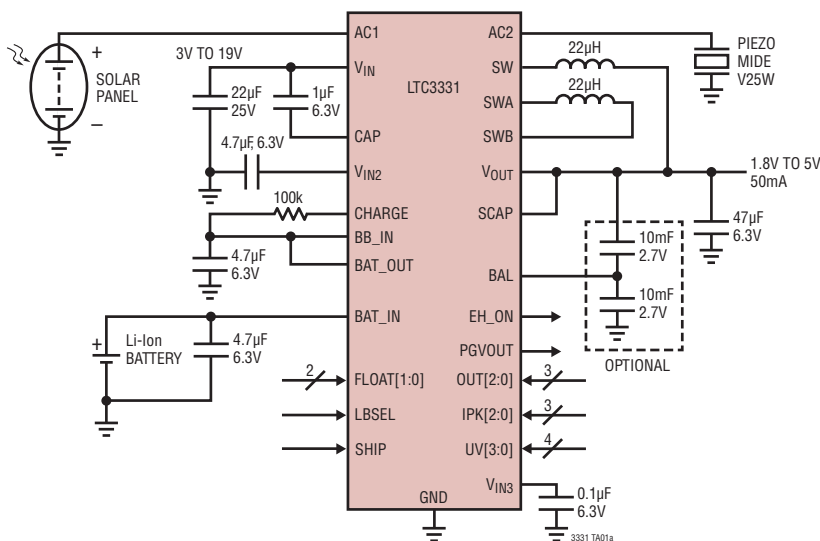 AC1
AC2
+
3V TO 19V
22µH
PIEZO
MIDE
V25W
VIN
LTC3331
SW
SOLAR
PANEL
22µF
25V
1µF
6.3V
22µH
SWA
–
CAP
SWB
4.7µF, 6.3V
VIN2
VOUT
1.8V TO 5V
50mA
100k
CHARGE
SCAP
47µF
6.3V
BB_IN
10mF
2.7V
4.7µF
6.3V
BAT_OUT
BAL
10mF
2.7V
BAT_IN
EH_ON
+
Li-Ion
BATTERY
4.7µF
6.3V
PGVOUT
OPTIONAL
2
FLOAT[1:0]
OUT[2:0]
3
LBSEL
IPK[2:0]
3
SHIP
UV[3:0]
4
VIN3
GND
0.1µF
6.3V
3331 TA01a